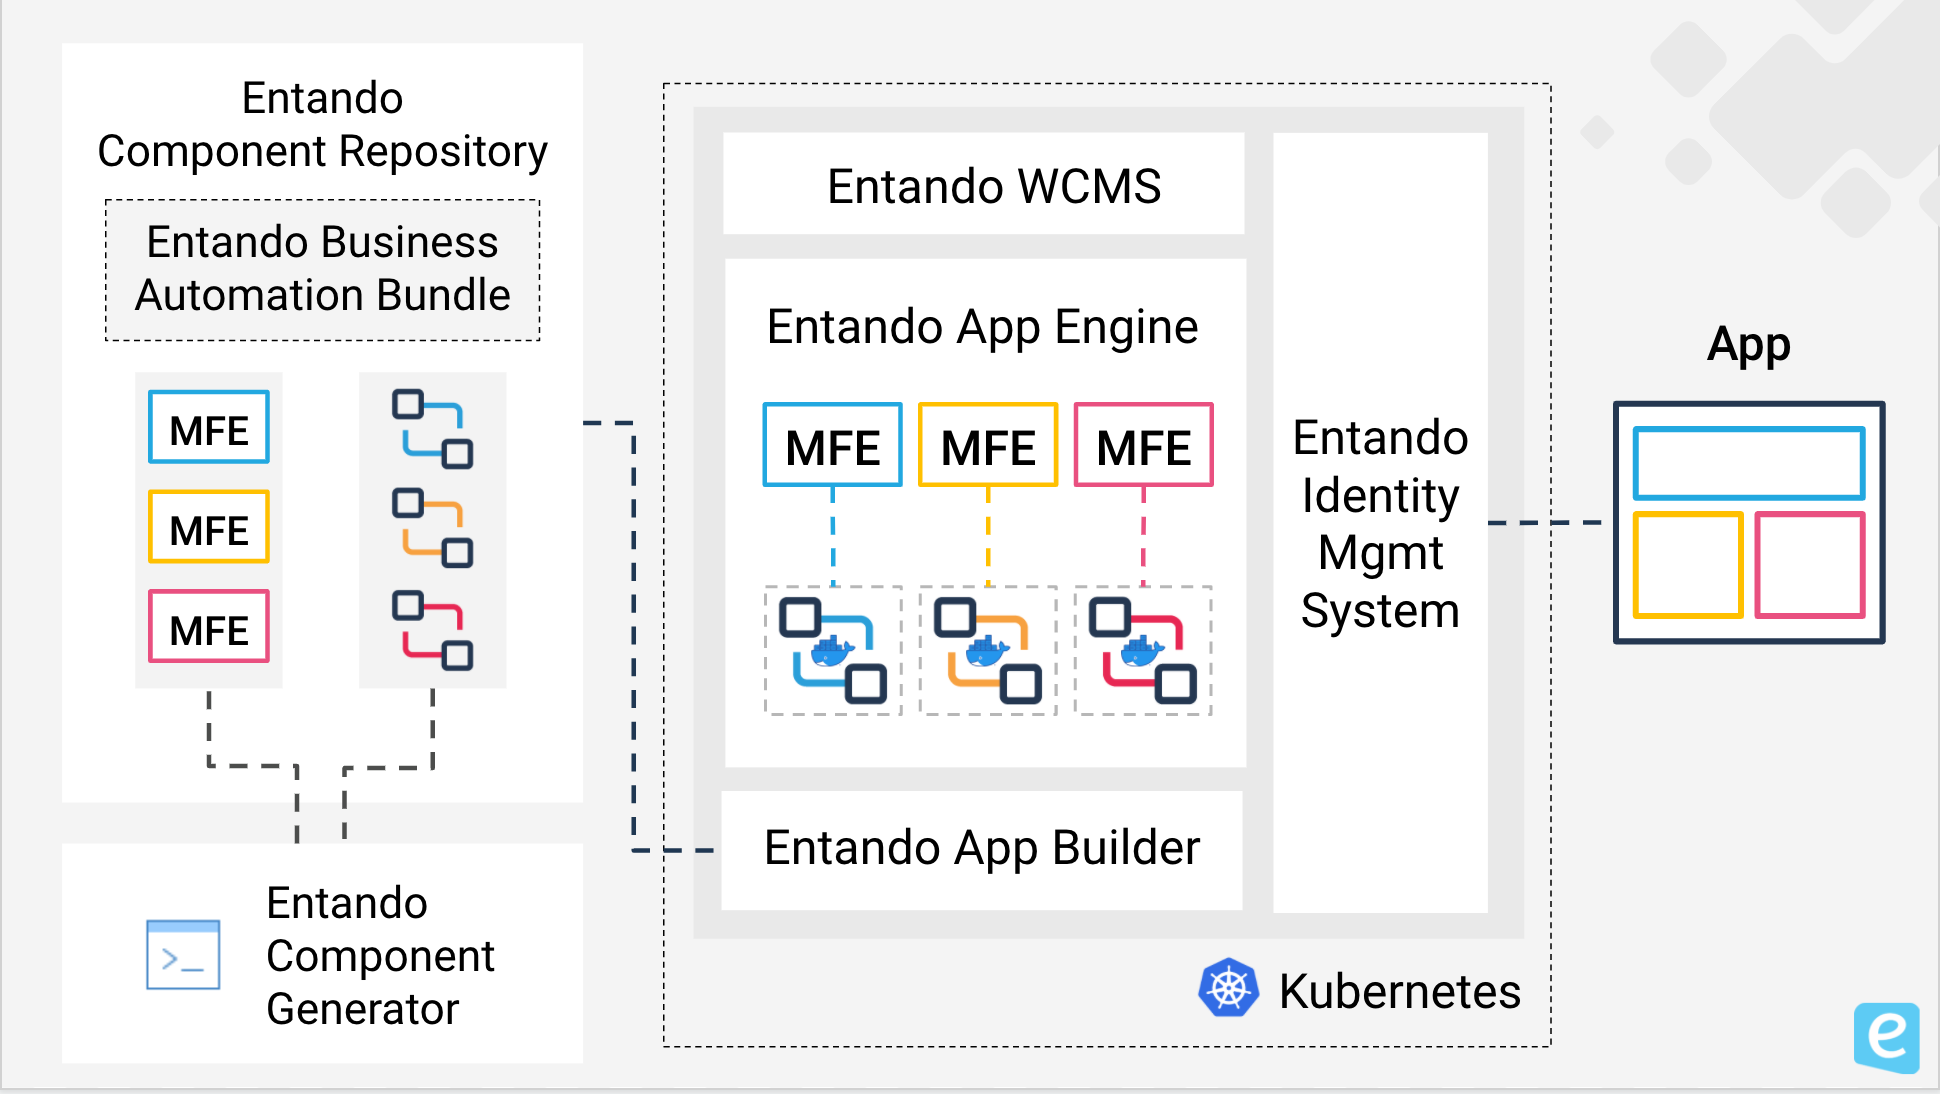 Entando
Component Repository
Entando Business
Automation Bundle
MFE
MFE
MFE
Entando
Component
Generator
>_
Entando WCMS
Entando App Engine
MFE MFE MFE
Entando App Builder
Entando
Identity
Mgmt
System
Kubernetes
App
e